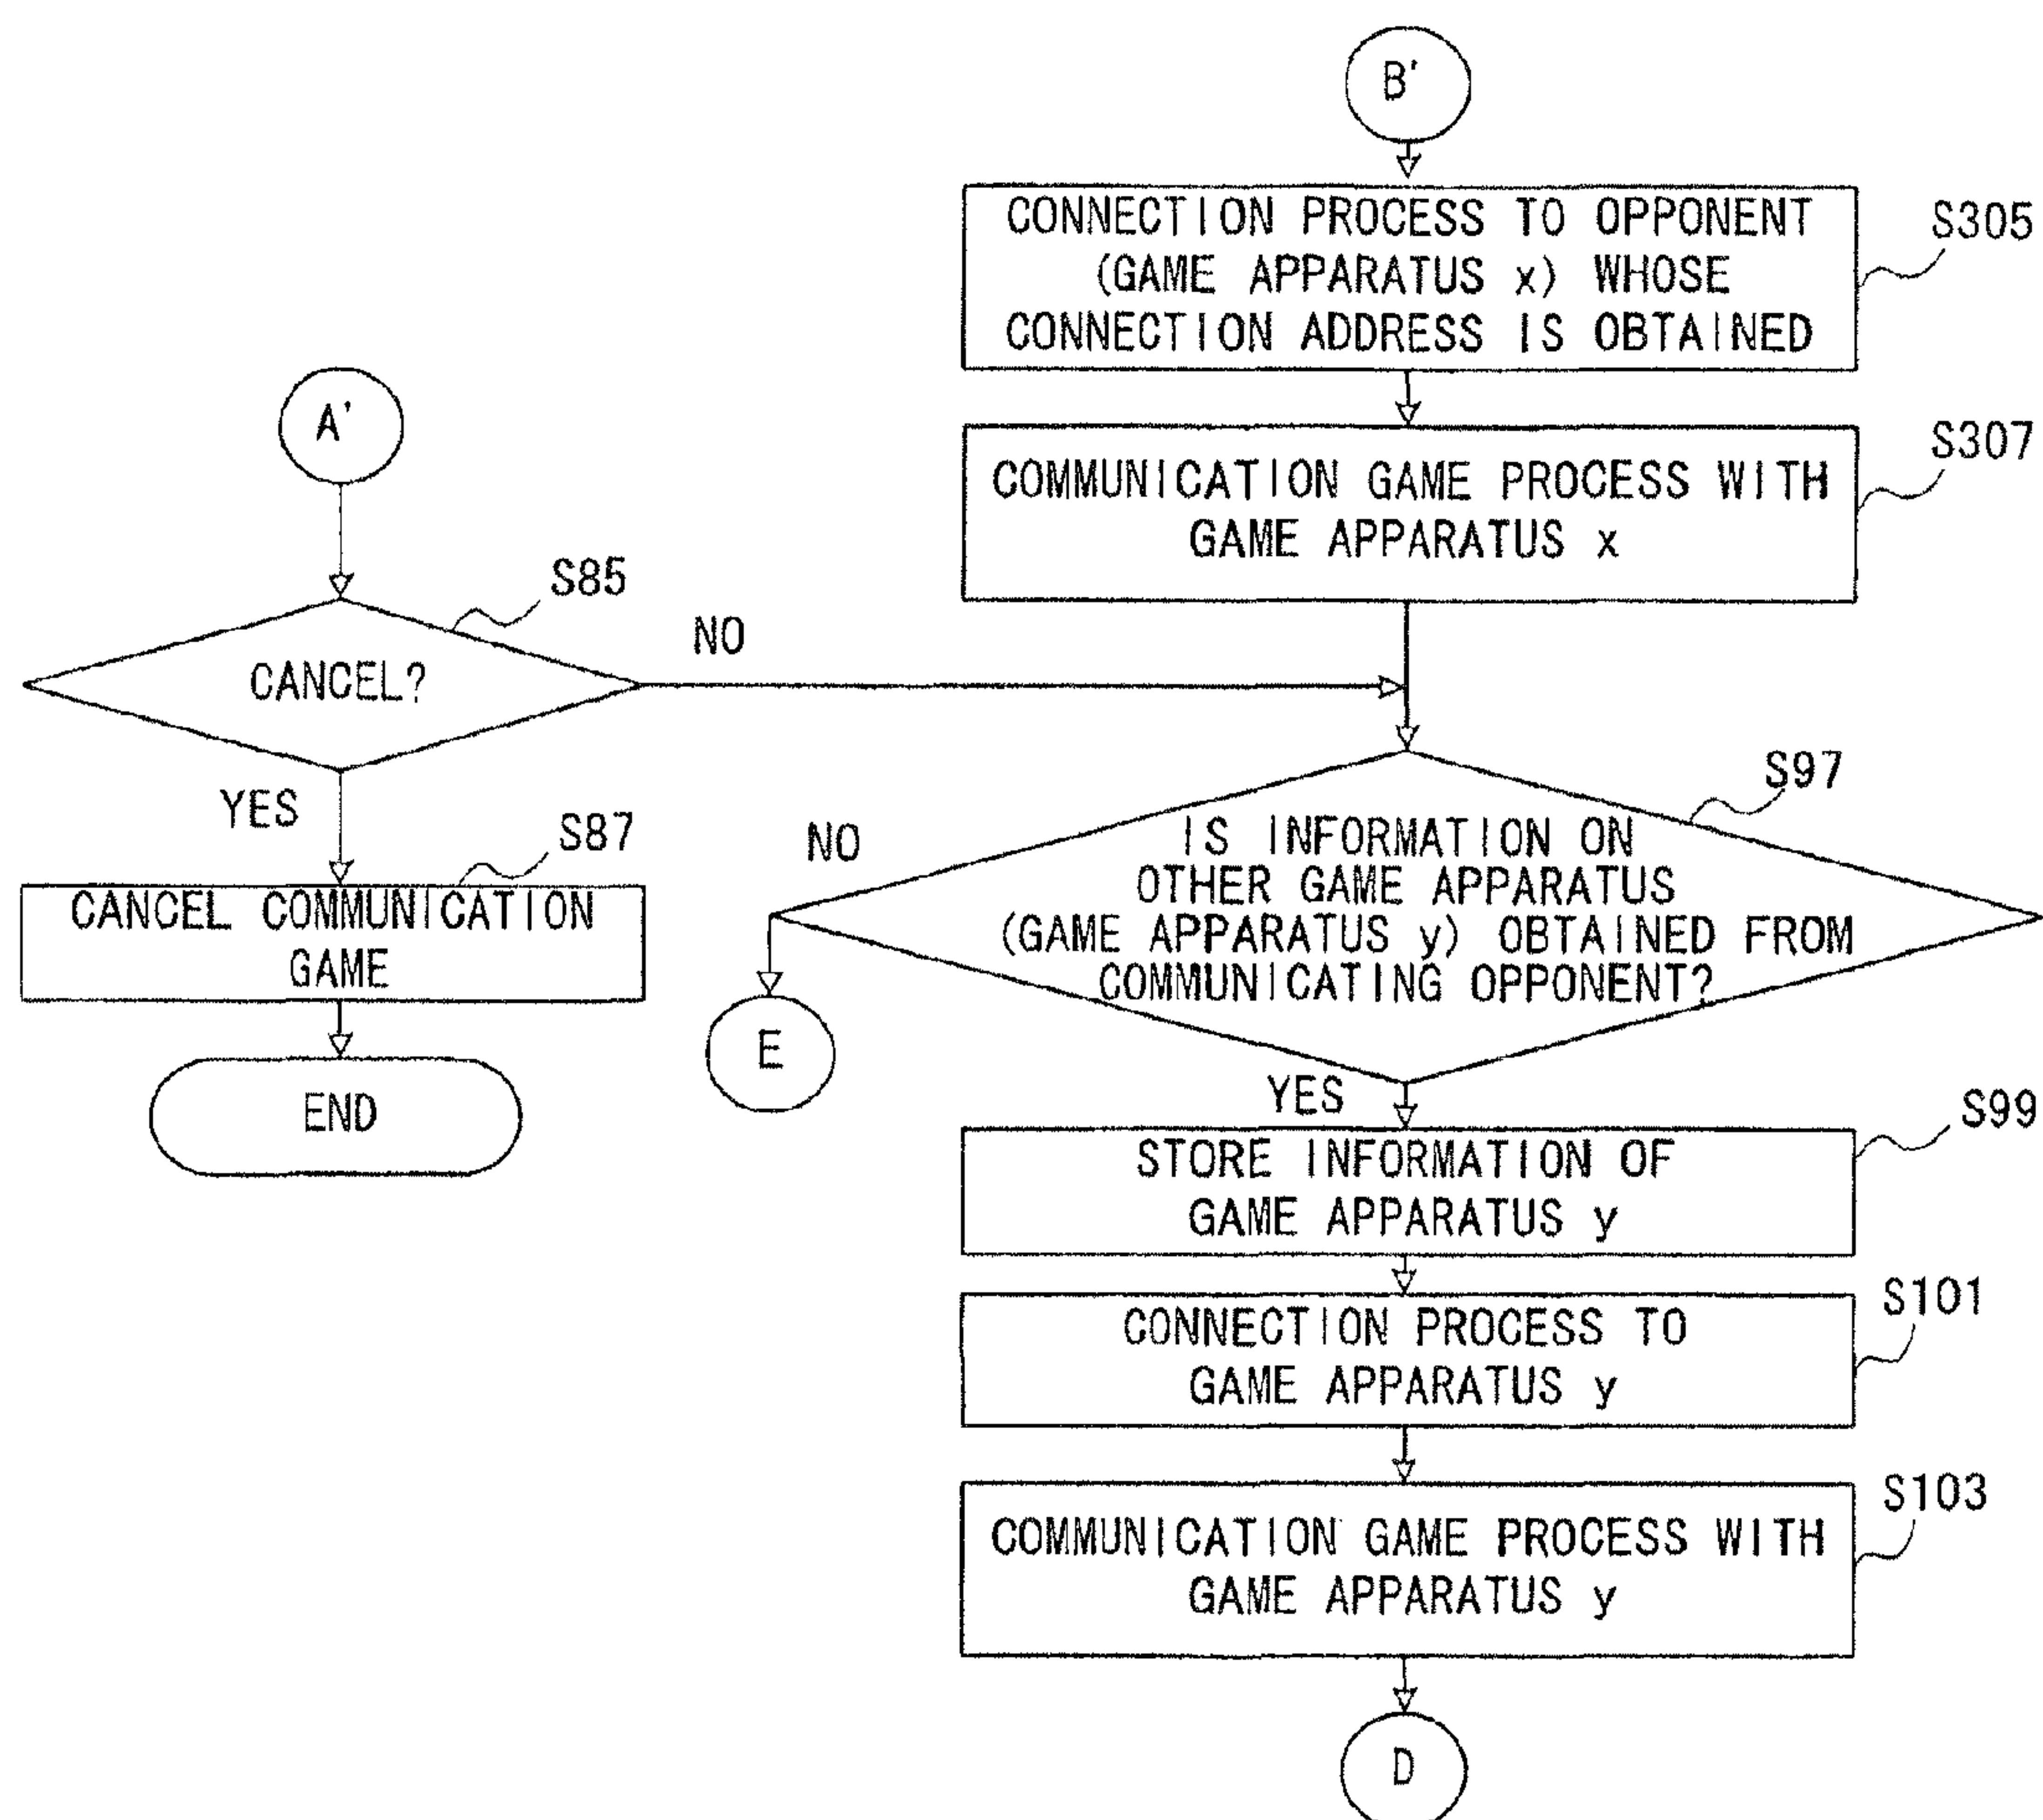 B'
CONNECTION PROCESS TO OPPONENT
(GAME APPARATUS x) WHOSE
CONNECTION ADDRESS IS OBTAINED
S305
COMMUNICATION GAME PROCESS WITH
GAME APPARATUS x
S307
A'
S85
CANCEL?
NO
YES
S87
CANCEL COMMUNICATION
GAME
END
S97
IS INFORMATION ON
OTHER GAME APPARATUS
(GAME APPARATUS y) OBTAINED FROM
COMMUNICATING OPPONENT?
NO
E
YES
S99
STORE INFORMATION OF
GAME APPARATUS y
S101
CONNECTION PROCESS TO
GAME APPARATUS y
S103
COMMUNICATION GAME PROCESS WITH
GAME APPARATUS y
D